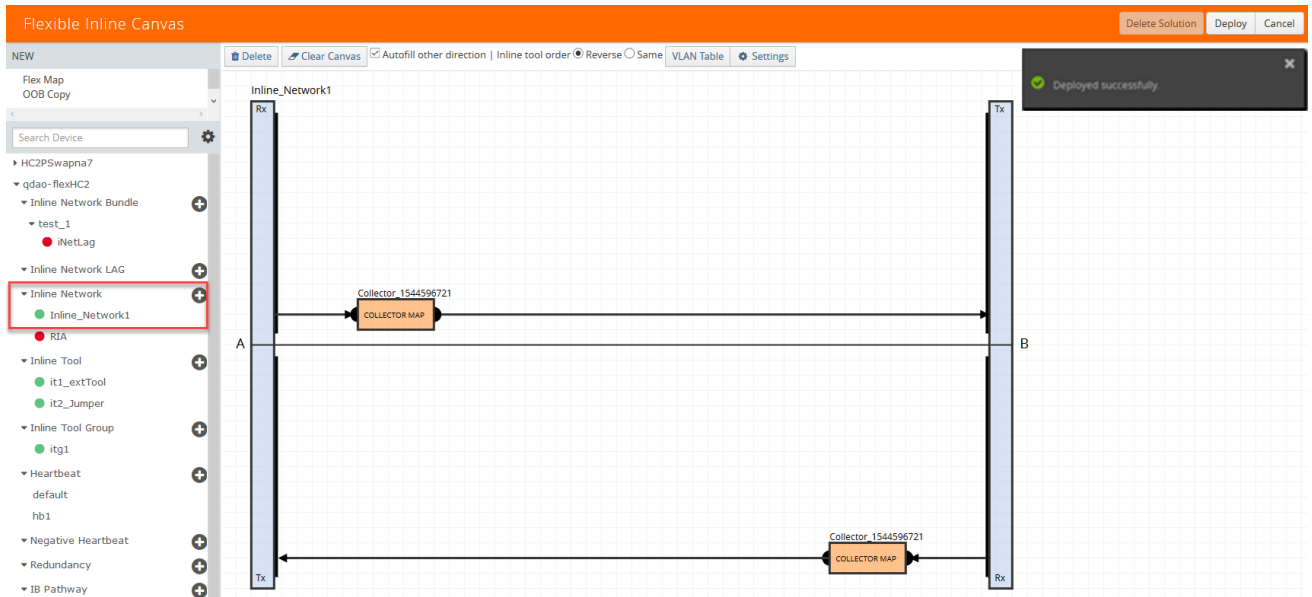 Flexible Inline Canvas
Delete Solution Deploy Cancel
NEW
Delete Clear Canvas Autofill other direction | Inline tool order Reverse Same VLAN Table Settings
Flex Map
OOB Copy
Deployed successfully.
Search Device
HC2PSwapna7
qdao-flexHC2
Inline Network Bundle
test_1
iNetLag
Inline Network LAG
Inline Network
Inline_Network1
RIA
Inline Tool
it1_extTool
it2_Jumper
Inline Tool Group
itg1
Heartbeat
default
hb1
Negative Heartbeat
Redundancy
IB Pathway
Inline_Network1
Rx
Tx
Collector_1544596721
COLLECTOR MAP
A
B
Collector_1544596721
COLLECTOR MAP
Tx
Rx